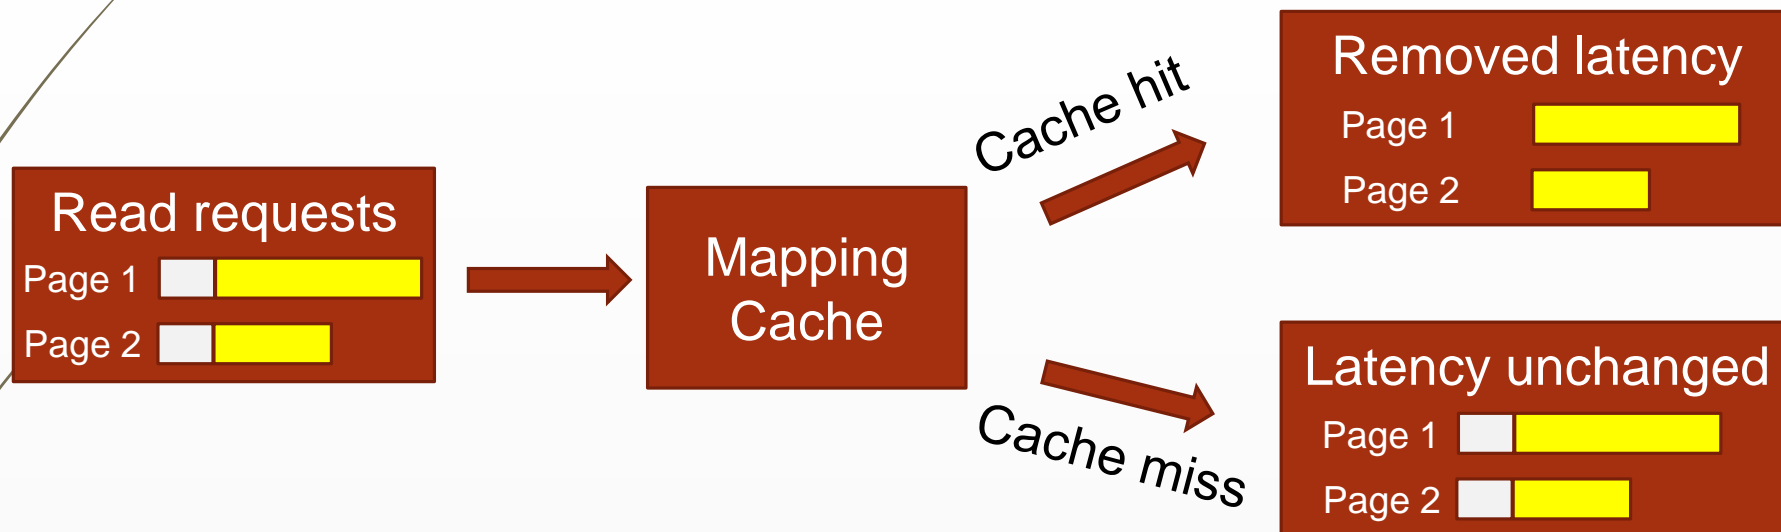 Read requests
Page 1
Page 2
Mapping
Cache
Cache hit
Cache miss
Removed latency
Page 1
Page 2
Latency unchanged
Page 1
Page 2